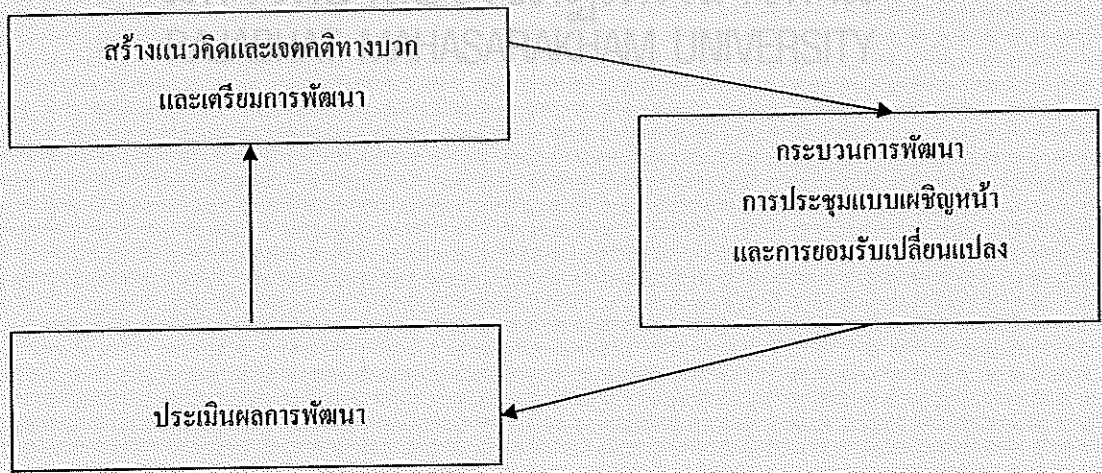 สร้างแนวคิดและเจตคติทางบวก
และเตรียมการพัฒนา
กระบวนการพัฒนา
การประชุมแบบเผชิญหน้า
และการยอมรับเปลี่ยนแปลง
ประเมินผลการพัฒนา